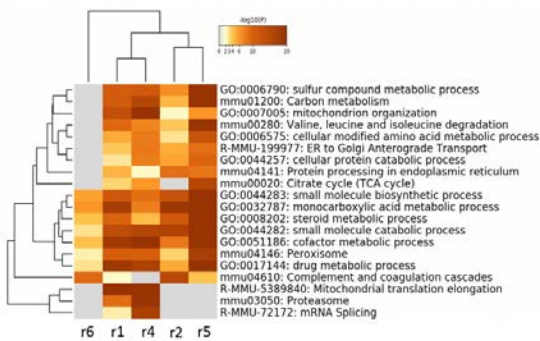 -log10(P)
0 2 3 4 6 10 20
GO:0006790: sulfur compound metabolic process
mmu01200: Carbon metabolism
GO:0007005: mitochondrion organization
mmu00280: Valine, leucine and isoleucine degradation
GO:0006575: cellular modified amino acid metabolic process
R-MMU-199977: ER to Golgi Anterograde Transport
GO:0044257: cellular protein catabolic process
mmu04141: Protein processing in endoplasmic reticulum
mmu00020: Citrate cycle (TCA cycle)
GO:0044283: small molecule biosynthetic process
GO:0032787: monocarboxylic acid metabolic process
GO:0008202: steroid metabolic process
GO:0044282: small molecule catabolic process
GO:0051186: cofactor metabolic process
mmu04146: Peroxisome
GO:0017144: drug metabolic process
mmu04610: Complement and coagulation cascades
R-MMU-5389840: Mitochondrial translation elongation
mmu03050: Proteasome
R-MMU-72172: mRNA Splicing
r6 r1 r4 r2 r5